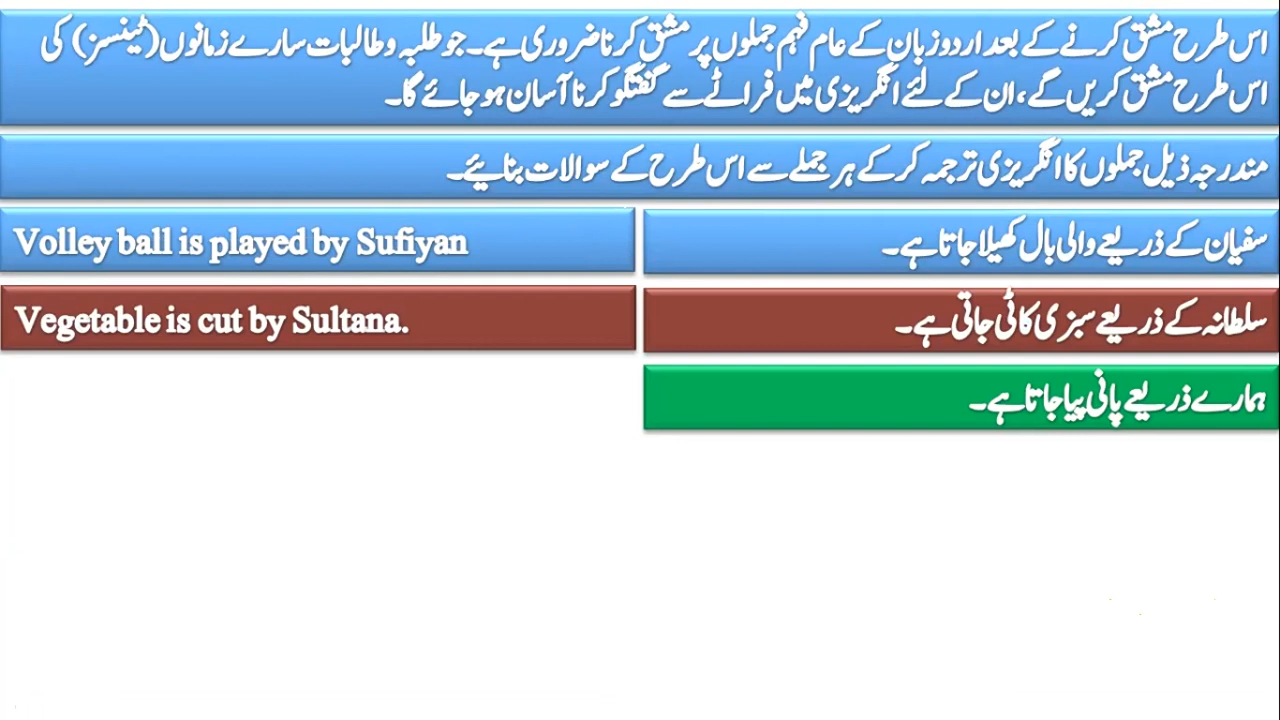 اس طرح مشق کرنے کے بعد اردو زبان کے عام فہم جملوں پر مشق کرنا ضروری ہے۔ جو طلبہ و طالبات سارے زمانوں (ٹینسز) کی
اس طرح مشق کریں گے، ان کے لئے انگریزی میں فراٹے سے گفتگو کرنا آسان ہو جائے گا۔
مندرجہ ذیل جملوں کا انگریزی ترجمہ کر کے ہر جملے سے اس طرح کے سوالات بنائیے۔
سفیان کے ذریعے والی بال کھیلا جاتا ہے۔
Volley ball is played by Sufiyan
سلطانہ کے ذریعے سبزی کاٹی جاتی ہے۔
Vegetable is cut by Sultana.
ہمارے ذریعے پانی پیا جاتا ہے۔